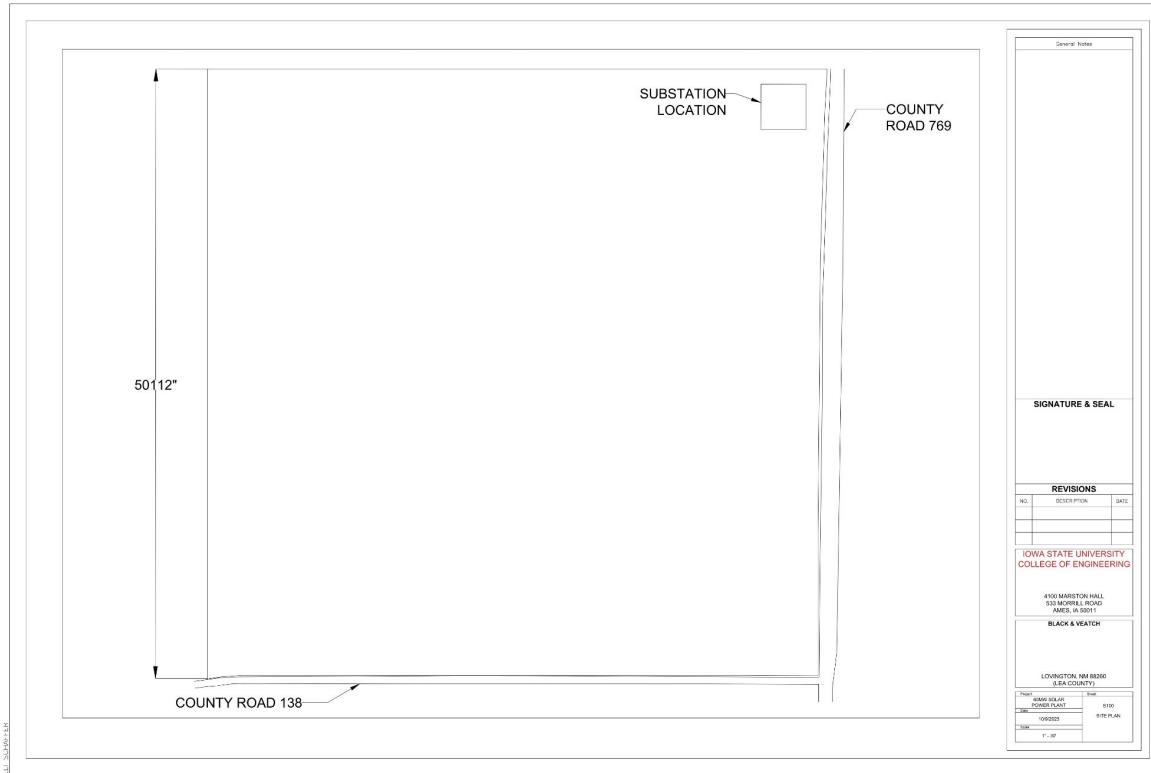 SUBSTATION
LOCATION
COUNTY
ROAD 769
50112"
COUNTY ROAD 138
General Notes
SIGNATURE & SEAL
REVISIONS
NO. DESCRIPTION DATE
IOWA STATE UNIVERSITY
COLLEGE OF ENGINEERING
4100 MARSTON HALL
533 MORRILL ROAD
AMES, IA 50011
BLACK & VEATCH
LOVINGTON, NM 88260
(LEA COUNTY)
Project
60MW SOLAR
POWER PLANT
Date
10/9/2023
Scale
Sheet
S100
SITE PLAN